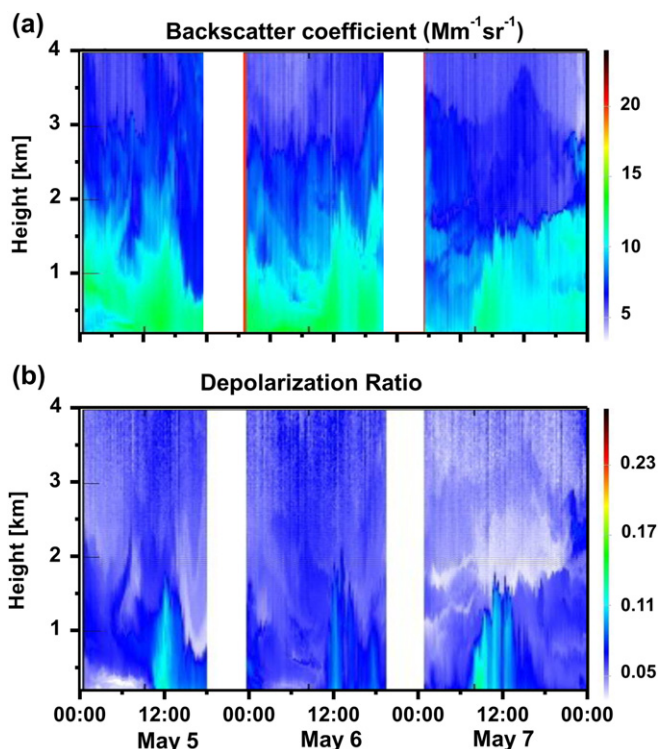 (a)
Backscatter coefficient (Mm⁻¹sr⁻¹)
Height [km]
4
3
2
1
20
15
10
5
(b)
Depolarization Ratio
Height [km]
4
3
2
1
0.23
0.17
0.11
0.05
00:00 12:00 00:00 12:00 00:00 12:00 00:00
May 5 May 6 May 7